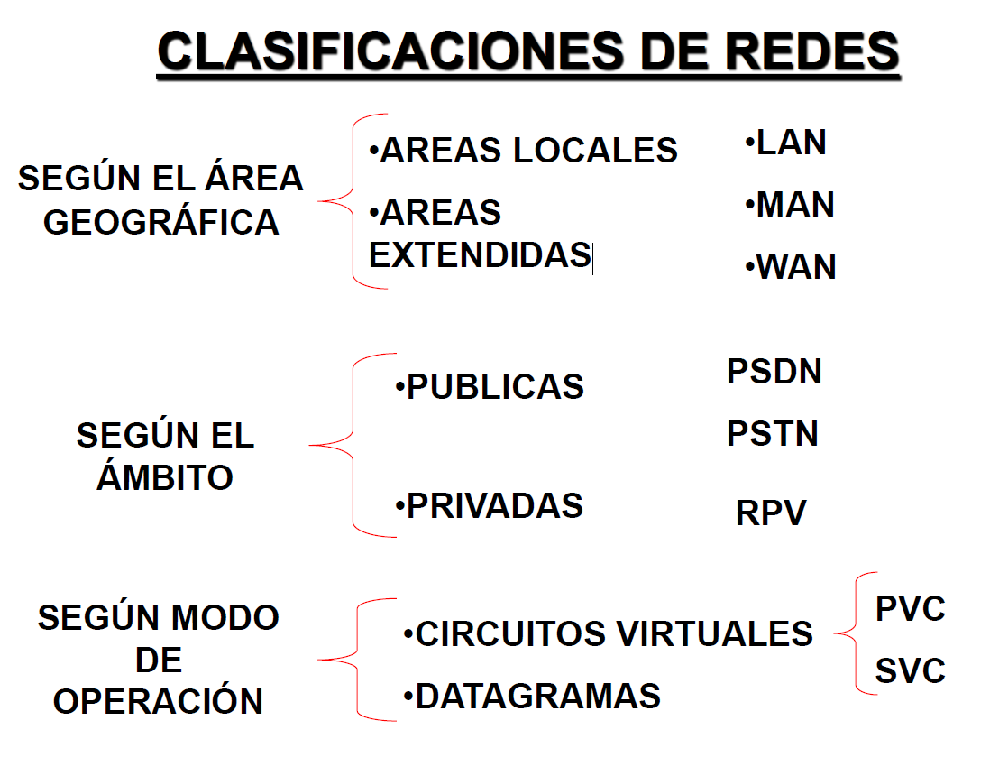 CLASIFICACIONES DE REDES
SEGÚN EL ÁREA
GEOGRÁFICA
•AREAS LOCALES
•AREAS
EXTENDIDAS
•LAN
•MAN
•WAN
SEGÚN EL
ÁMBITO
•PUBLICAS
•PRIVADAS
PSDN
PSTN
RPV
SEGÚN MODO
DE
OPERACIÓN
•CIRCUITOS VIRTUALES
•DATAGRAMAS
PVC
SVC